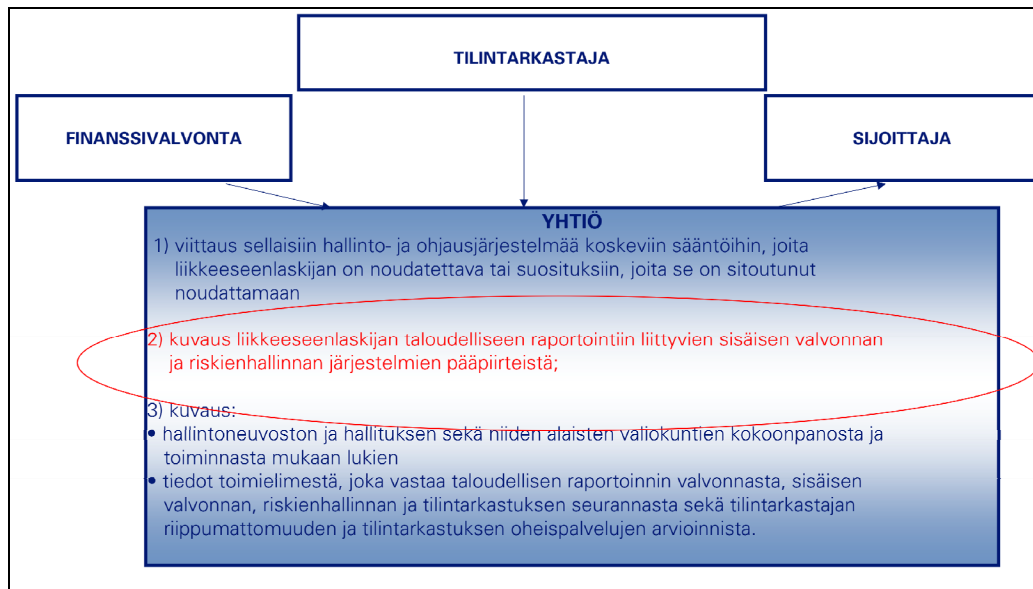 TILINTARKASTAJA
FINANSSIVALVONTA
SIJOITTAJA
YHTIÖ
1) viittaus sellaisiin hallinto- ja ohjausjärjestelmää koskeviin sääntöihin, joita
liikkeeseenlaskijan on noudatettava tai suosituksiin, joita se on sitoutunut
noudattamaan
2) kuvaus liikkeeseenlaskijan taloudelliseen raportointiin liittyvien sisäisen valvonnan
ja riskienhallinnan järjestelmien pääpiirteistä;
3) kuvaus:
• hallintoneuvoston ja hallituksen sekä niiden alaisten valiokuntien kokoonpanosta ja
toiminnasta mukaan lukien
• tiedot toimielimestä, joka vastaa taloudellisen raportoinnin valvonnasta, sisäisen
valvonnan, riskienhallinnan ja tilintarkastuksen seurannasta sekä tilintarkastajan
riippumattomuuden ja tilintarkastuksen oheispalvelujen arvioinnista.